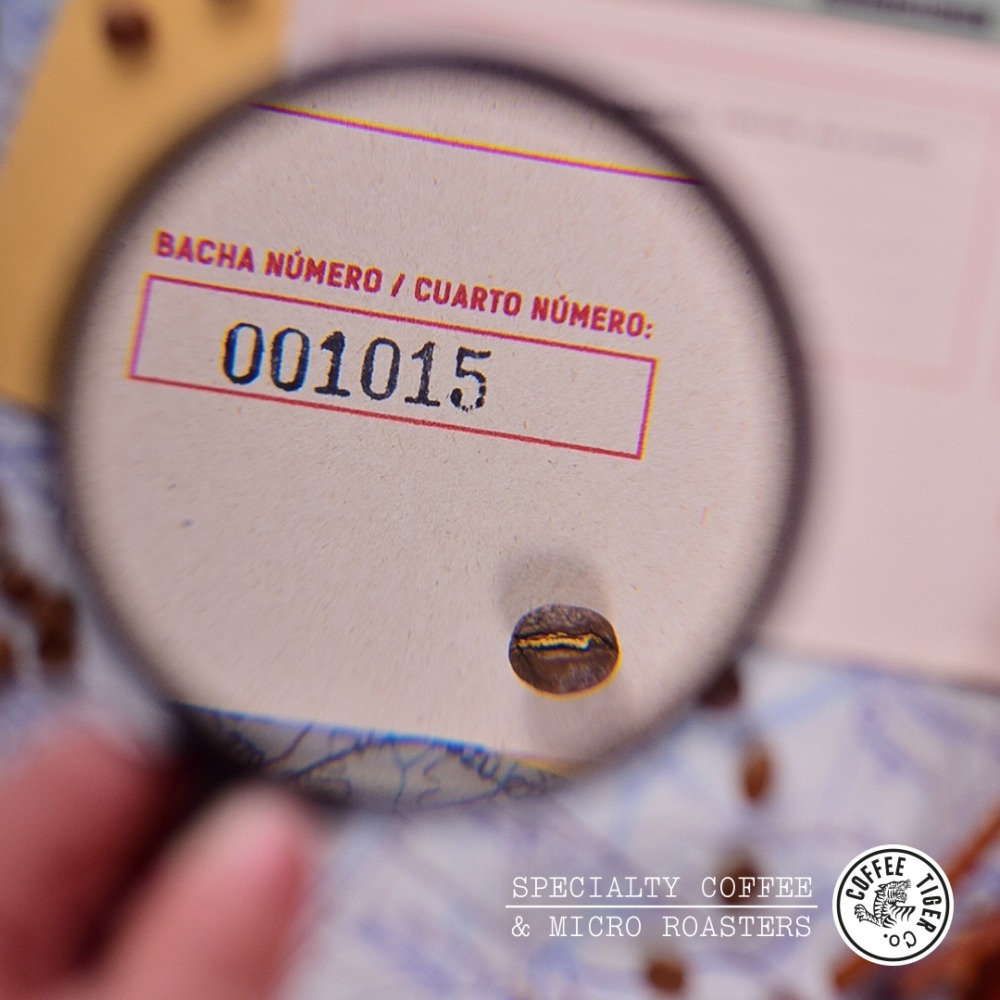 BACHA NÚMERO / CUARTO NÚMERO:
001015
SPECIALTY COFFEE
& MICRO ROASTERS
COFFEE TIGER CO.